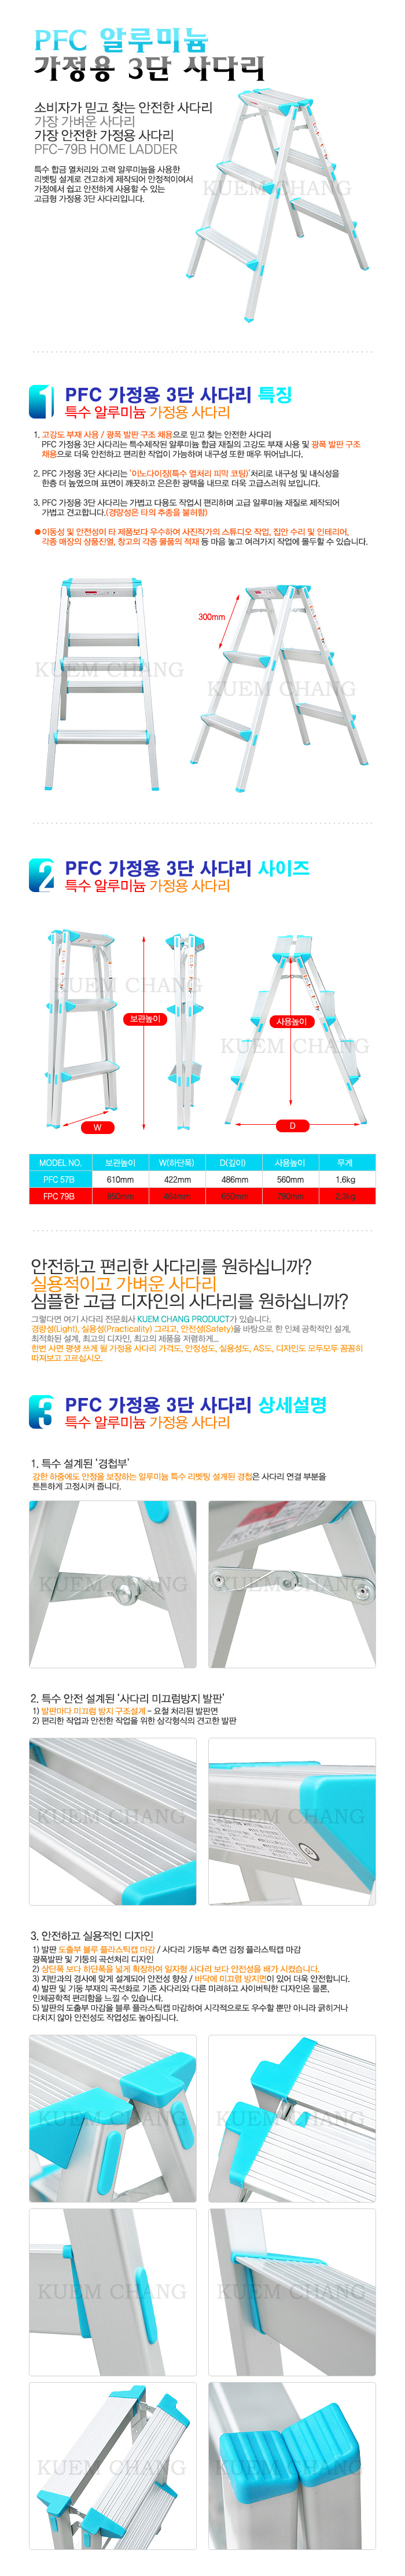 PFC 알루미늄
가정용 3단 사다리
소비자가 믿고 찾는 안전한 사다리
가장 가벼운 사다리
가장 안전한 가정용 사다리
PFC-79B HOME LADDER
특수 합금 열처리와 고력 알루미늄을 사용한
리벳팅 설계로 견고하게 제작되어 안정적이어서
가정에서 쉽고 안전하게 사용할 수 있는
고급형 가정용 3단 사다리입니다.
KUEM CHANG
1 PFC 가정용 3단 사다리 특징
특수 알루미늄 가정용 사다리
1. 고강도 부재 사용 / 광폭 발판 구조 채용으로 믿고 찾는 안전한 사다리
PFC 가정용 3단 사다리는 특수제작된 알루미늄 합금 재질의 고강도 부재 사용 및 광폭 발판 구조
채용으로 더욱 안전하고 편리한 작업이 가능하며 내구성 또한 매우 뛰어납니다.
2. PFC 가정용 3단 사다리는 '이노다이징(특수 열처리 피막 코팅)'처리로 내구성 및 내식성을
한층 더 높였으며 표면이 깨끗하고 은은한 광택을 내므로 더욱 고급스러워 보입니다.
3. PFC 가정용 3단 사다리는 가볍고 다용도 작업시 편리하며 고급 알루미늄 재질로 제작되어
가볍고 견고합니다.(경량성은 타의 추종을 불허함)
●이동성 및 안전성이 타 제품보다 우수하여 사진작가의 스튜디오 작업, 집안 수리 및 인테리어,
각종 매장의 상품진열, 창고의 각종 물품의 적재 등 마음 놓고 여러가지 작업에 몰두할 수 있습니다.
300mm
KUEM CHANG
KUEM CHANG
2 PFC 가정용 3단 사다리 사이즈
특수 알루미늄 가정용 사다리
KUEM CHANG
보관높이
사용높이
KUEM CHANG
W
D
MODEL NO. 보관높이 W(하단폭) D(깊이) 사용높이 무게
PFC 57B 610mm 422mm 486mm 560mm 1.6kg
FPC 79B 850mm 464mm 650mm 790mm
안전하고 편리한 사다리를 원하십니까?
실용적이고 가벼운 사다리
심플한 고급 디자인의 사다리를 원하십니까?
그렇다면 여기 사다리 전문회사 KUEM CHANG PRODUCT가 있습니다.
경량성(Light), 실용성(Practicality) 그리고, 안전성(Safety)을 바탕으로 한 인체 공학적인 설계,
최적화된 설계, 최고의 디자인, 최고의 제품을 저렴하게...
한번 사면 평생 쓰게 될 가정용 사다리 가격도, 안정성도, 실용성도, AS도, 디자인도 모두모두 꼼꼼히
따져보고 고르십시오.
3 PFC 가정용 3단 사다리 상세설명
특수 알루미늄 가정용 사다리
1. 특수 설계된 '경첩부'
강한 하중에도 안정을 보장하는 알루미늄 특수 리벳팅 설계된 경첩은 사다리 연결 부분을
튼튼하게 고정시켜 줍니다.
KUEM CHANG
KUEM CHANG
2. 특수 안전 설계된 '사다리 미끄럼방지 발판'
1) 발판마다 미끄럼 방지 구조설계 - 요철 처리된 발판면
2) 편리한 작업과 안전한 작업을 위한 삼각형식의 견고한 발판
KUEM CHANG
KUEM CHANG
3. 안전하고 실용적인 디자인
1) 발판 도출부 블루 플라스틱캡 마감 / 사다리 기둥부 측면 검정 플라스틱캡 마감
광폭발판 및 기둥의 곡선처리 디자인
2) 상단폭 보다 하단폭을 넓게 확장하여 일자형 사다리 보다 안전성을 배가 시켰습니다.
3) 지반과의 경사에 맞게 설계되어 안전성 향상 / 바닥에 미끄럼 방지면이 있어 더욱 안전합니다.
4) 발판 및 기둥 부재의 곡선화로 기존 사다리와 다른 미려하고 사이버틱한 디자인은 물론,
인체공학적 편리함을 느낄 수 있습니다.
5) 발판의 도출부 마감을 블루 플라스틱캡 마감하여 시각적으로도 우수할 뿐만 아니라 긁히거나
다치지 않아 안전성도 작업성도 높아집니다.
KUEM CHANG
KUEM CHANG
KUEM CHANG
KUEM CHANG
KUEM CHANG
KUEM CHANG